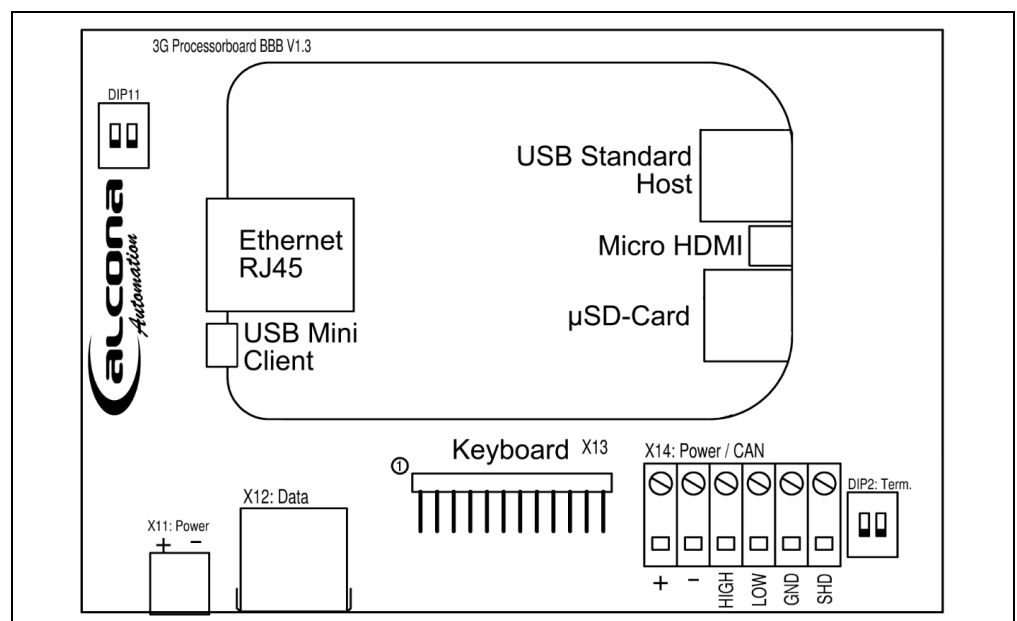 3G Processorboard BBB V1.3
DIP11
alcona
Automation
USB Standard
Host
Ethernet
RJ45
Micro HDMI
µSD-Card
USB Mini
Client
Keyboard X13
1
X14: Power / CAN
DIP2: Term.
X12: Data
X11: Power
+ −
+ − HIGH LOW GND SHD